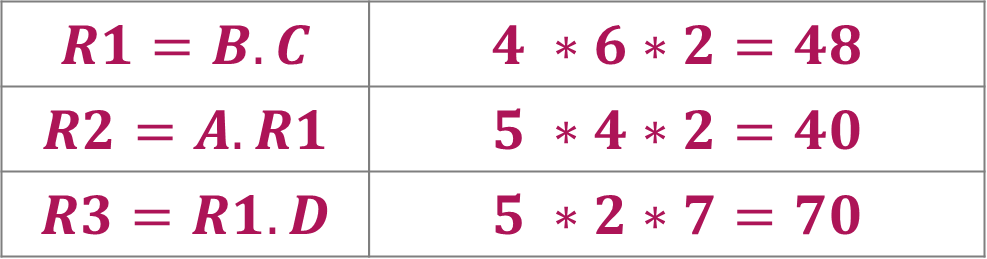 R1 = B.C 4 * 6 * 2 = 48
R2 = A.R1 5 * 4 * 2 = 40
R3 = R1.D 5 * 2 * 7 = 70